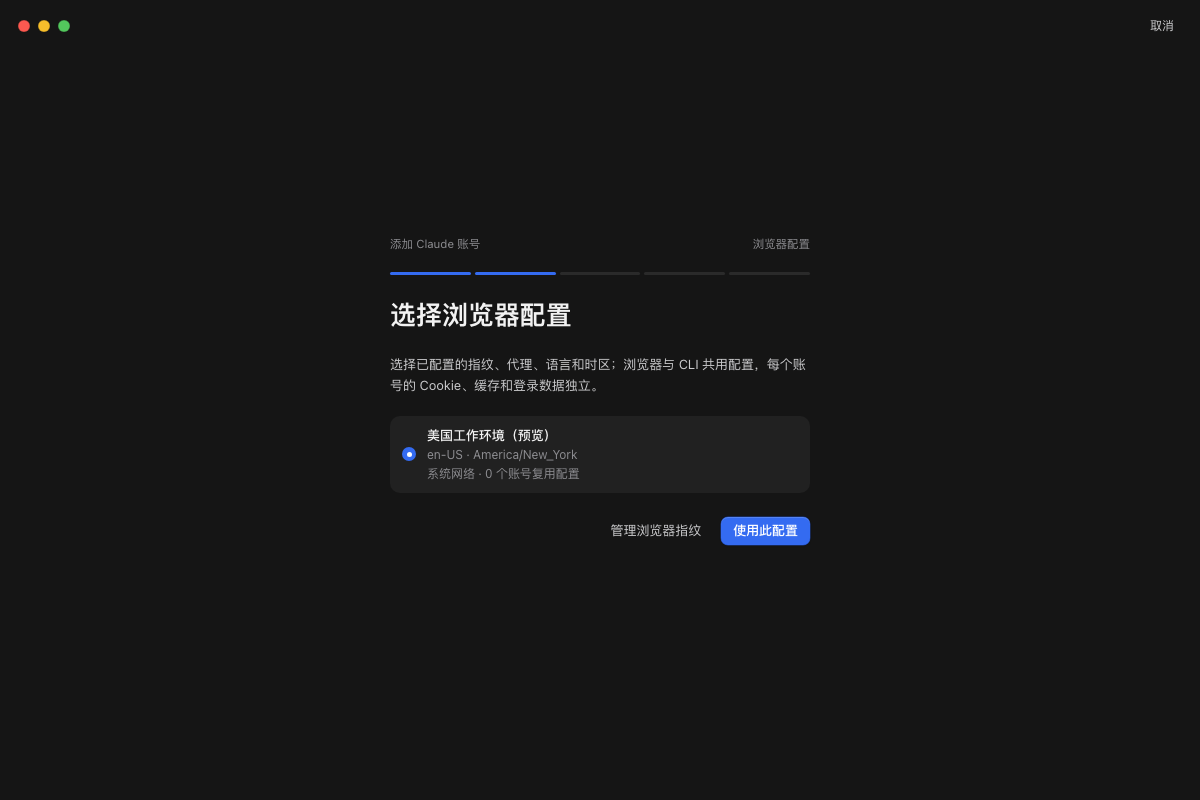 取消
添加 Claude 账号
浏览器配置
选择浏览器配置
选择已配置的指纹、代理、语言和时区；浏览器与 CLI 共用配置，每个账
号的 Cookie、缓存和登录数据独立。
美国工作环境（预览）
en-US · America/New_York
系统网络 · 0 个账号复用配置
管理浏览器指纹
使用此配置